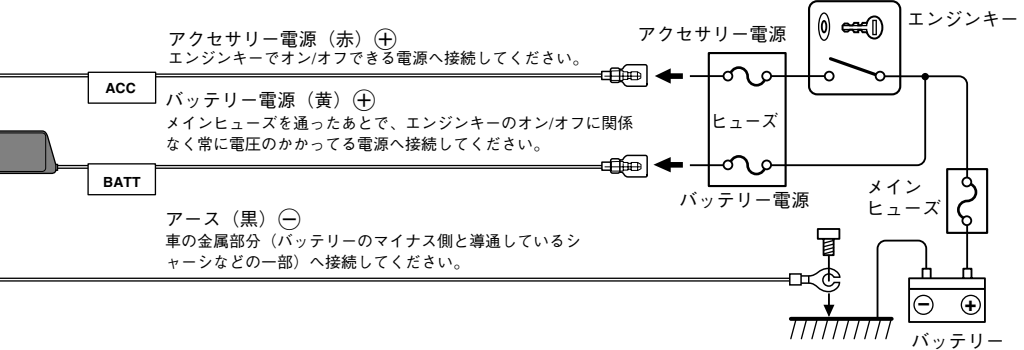 アクセサリー電源（赤）⊕
エンジンキーでオン/オフできる電源へ接続してください。
ACC
バッテリー電源（黄）⊕
メインヒューズを通ったあとで、エンジンキーのオン/オフに関係
なく常に電圧のかかってる電源へ接続してください。
BATT
アース（黒）⊖
車の金属部分（バッテリーのマイナス側と導通しているシ
ャーシなどの一部）へ接続してください。
アクセサリー電源
エンジンキー
ヒューズ
バッテリー電源
メイン
ヒューズ
⊖ ⊕
バッテリー